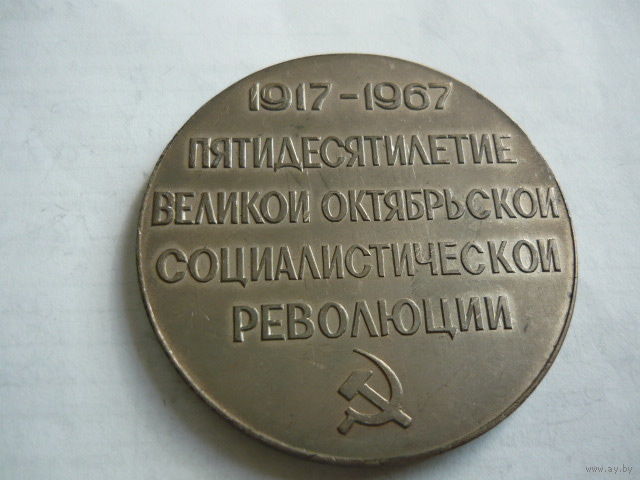 1917-1967
ПЯТИДЕСЯТИЛЕТИЕ
ВЕЛИКОЙ ОКТЯБРЬСКОЙ
СОЦИАЛИСТИЧЕСКОЙ
РЕВОЛЮЦИИ
www.ay.by